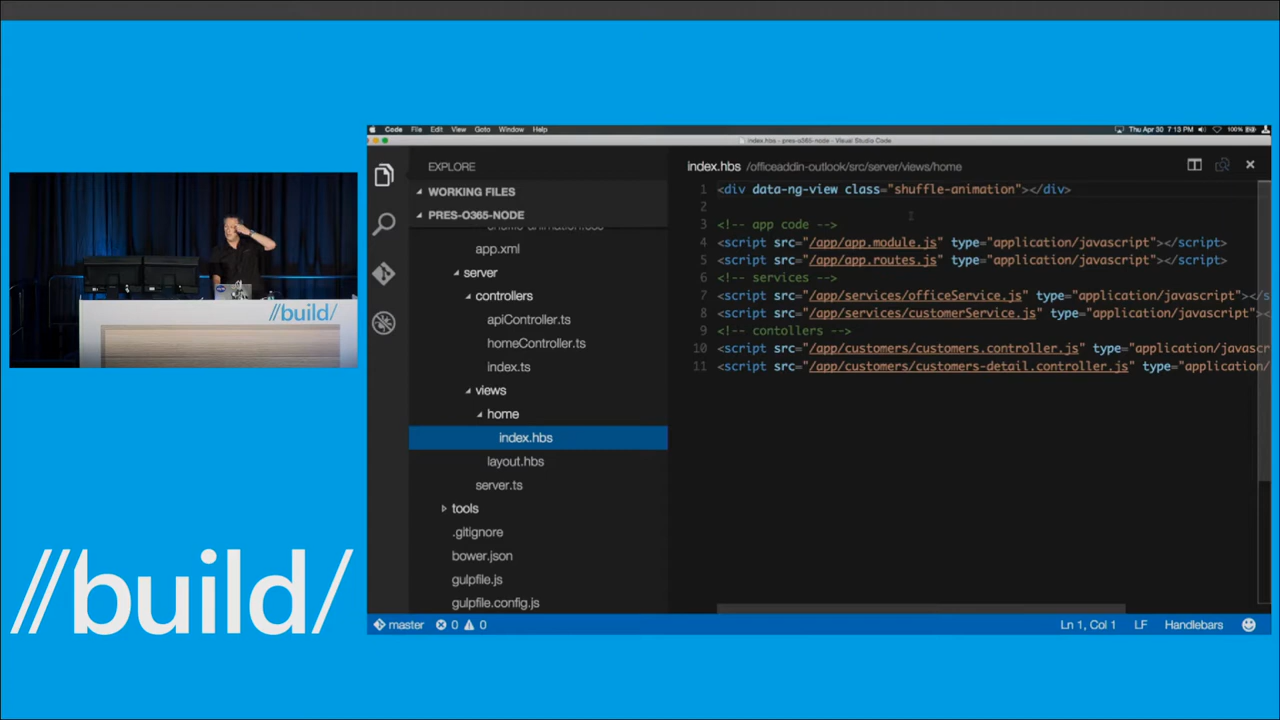 //build/
//build/
Code File Edit View Goto Window Help
Thu Apr 30 7:13 PM 100%
index.hbs - pres-o365-node - Visual Studio Code
EXPLORE
WORKING FILES
PRES-O365-NODE
app.xml
server
controllers
apiController.ts
homeController.ts
index.ts
views
home
index.hbs
layout.hbs
server.ts
tools
.gitignore
bower.json
gulpfile.js
gulpfile.config.js
index.hbs /officeaddin-outlook/src/server/views/home
1 <div data-ng-view class="shuffle-animation"></div>
2
3 <!-- app code -->
4 <script src="/app/app.module.js" type="application/javascript"></script>
5 <script src="/app/app.routes.js" type="application/javascript"></script>
6 <!-- services -->
7 <script src="/app/services/officeService.js" type="application/javascript"></s
8 <script src="/app/services/customerService.js" type="application/javascript"><
9 <!-- contollers -->
10 <script src="/app/customers/customers.controller.js" type="application/javascr
11 <script src="/app/customers/customers-detail.controller.js" type="application/
master 0 0
Ln 1, Col 1 LF Handlebars